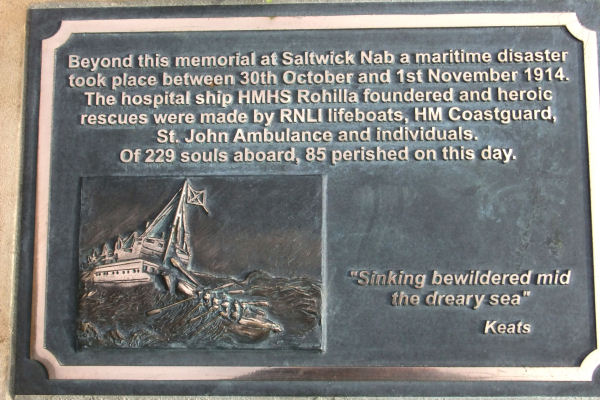 Beyond this memorial at Saltwick Nab a maritime disaster
took place between 30th October and 1st November 1914.
The hospital ship HMHS Rohilla foundered and heroic
rescues were made by RNLI lifeboats, HM Coastguard,
St. John Ambulance and individuals.
Of 229 souls aboard, 85 perished on this day.
"Sinking bewildered mid
the dreary sea"
Keats